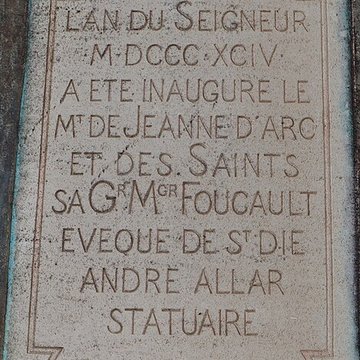 LAN DU SEIGNEUR
M·DCCC·XCIV·
A ETE INAUGURE LE
MT DE JEANNE D'ARC
ET DES SAINTS
SA GR MGR FOUCAULT
EVEQUE DE ST DIE
ANDRE ALLAR
STATUAIRE